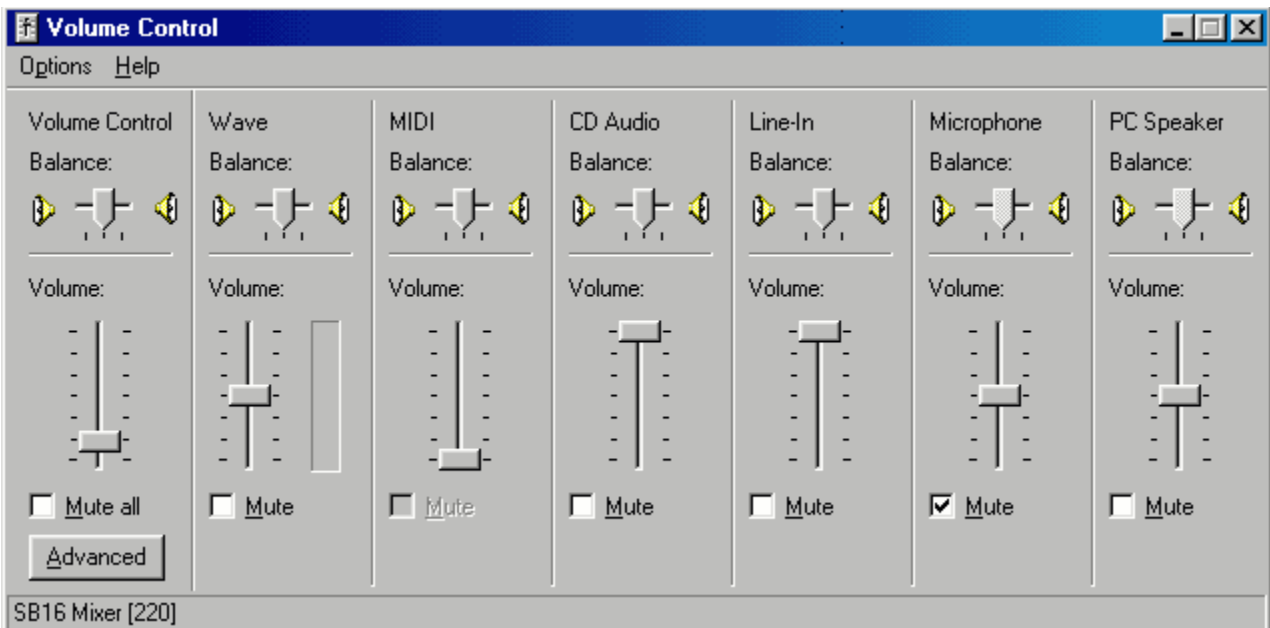 Volume Control
Options Help
Volume Control Wave MIDI CD Audio Line-In Microphone PC Speaker
Balance: Balance: Balance: Balance: Balance: Balance: Balance:
Volume: Volume: Volume: Volume: Volume: Volume: Volume:
Mute all Mute Mute Mute Mute Mute Mute
Advanced
SB16 Mixer [220]